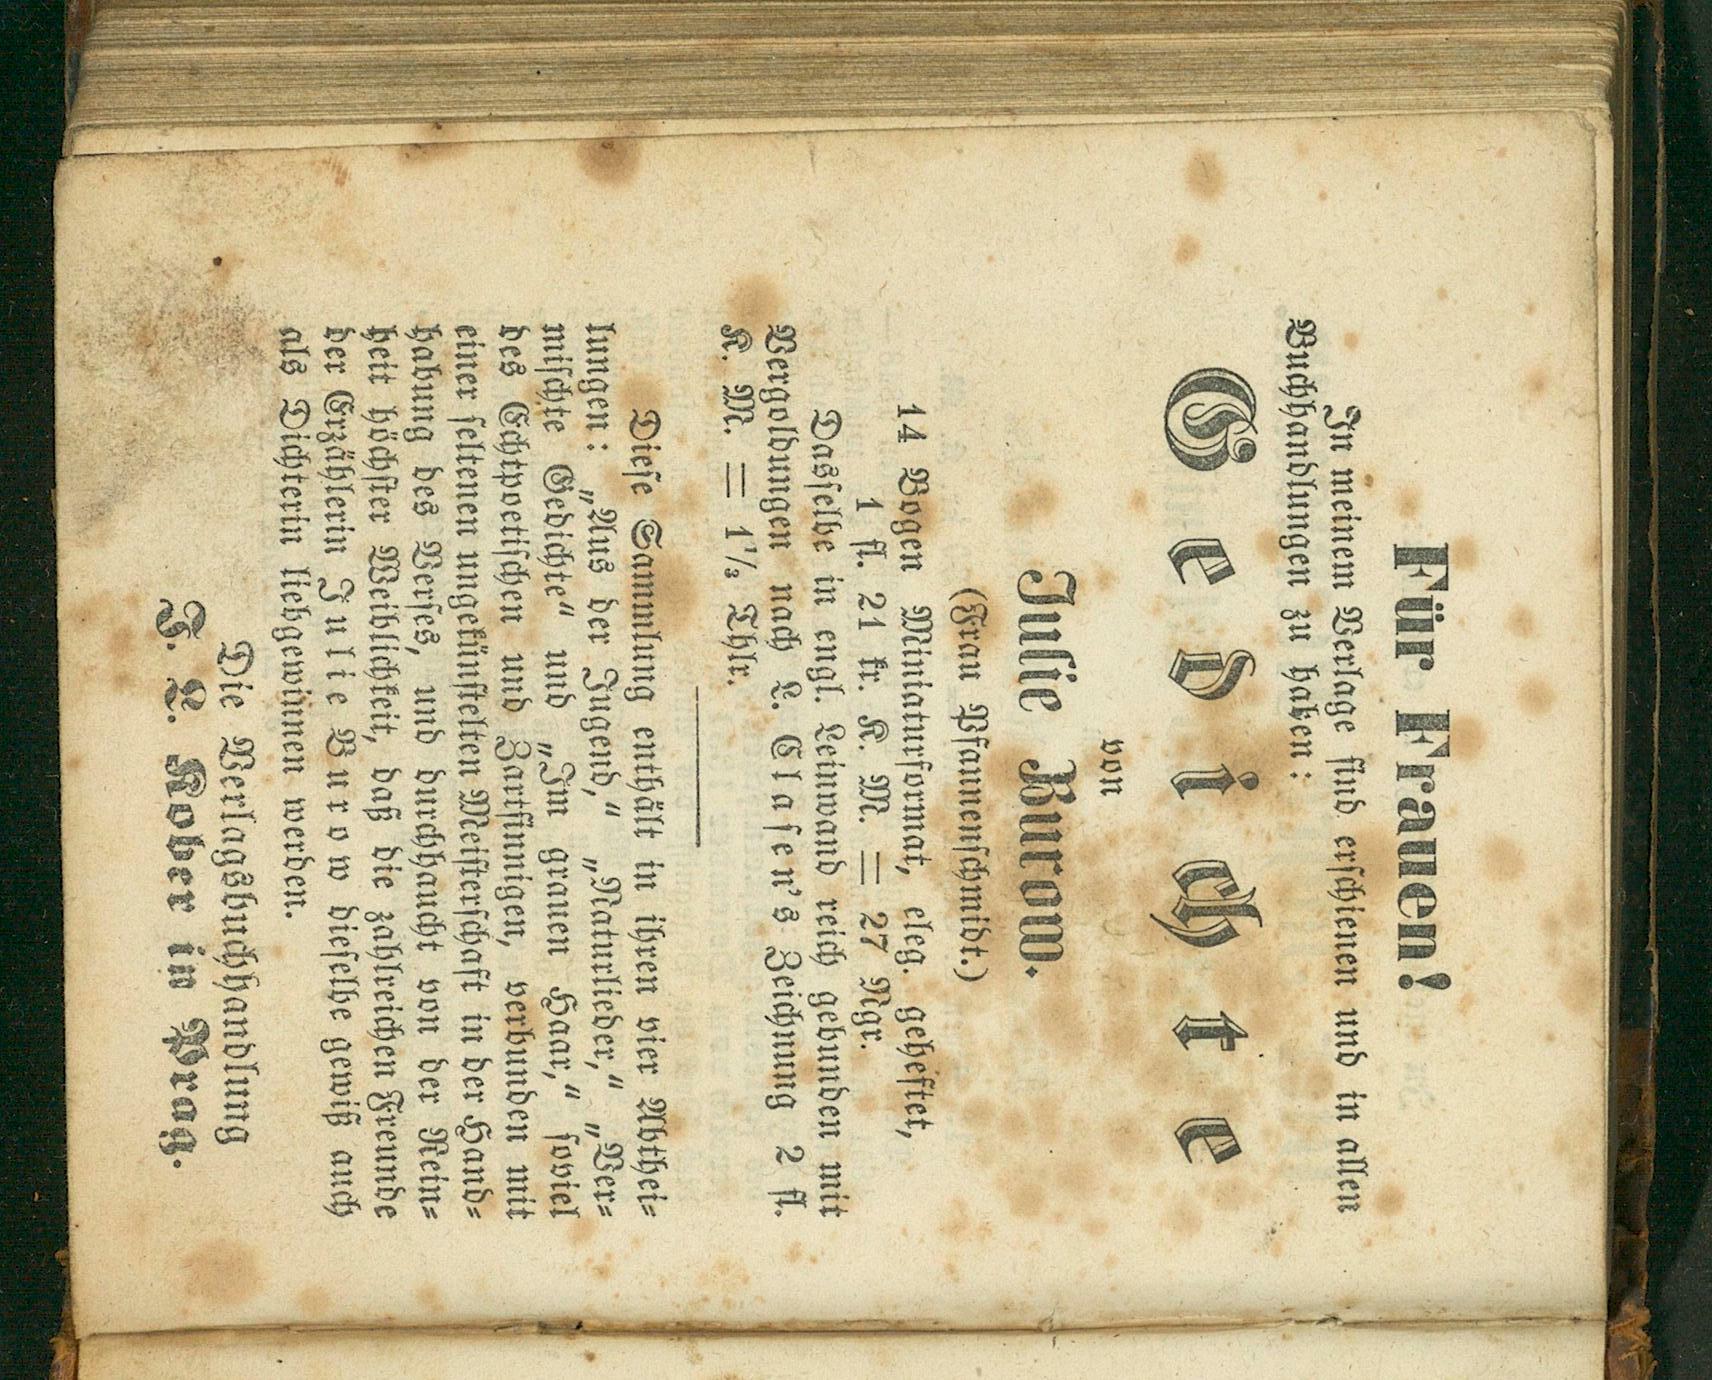 Für Frauen!
In meinem Verlage sind erschienen und in allen
Buchhandlungen zu haben:
Gedichte
von
Julie Burow.
(Frau Pfannenschmidt.)
14 Bogen Miniaturformat, eleg. geheftet,
1 fl. 21 kr. K. M. = 27 Ngr.
Dasselbe in engl. Leinwand reich gebunden mit
Vergoldungen nach L. Clasen's Zeichnung 2 fl.
K. M. = 1⅓ Thlr.
Diese Sammlung enthält in ihren vier Abthei=
lungen: „Aus der Jugend,“ „Naturlieder,“ „Ver=
mischte Gedichte“ und „Im grauen Haar,“ soviel
des Echtpoetischen und Zartsinnigen, verbunden mit
einer seltenen ungekünstelten Meisterschaft in der Hand=
habung des Verses, und durchhaucht von der Rein=
heit höchster Weiblichkeit, daß die zahlreichen Freunde
der Erzählerin Julie Burow dieselbe gewiß auch
als Dichterin liebgewinnen werden.
Die Verlagsbuchhandlung
I. L. Kober in Prag.